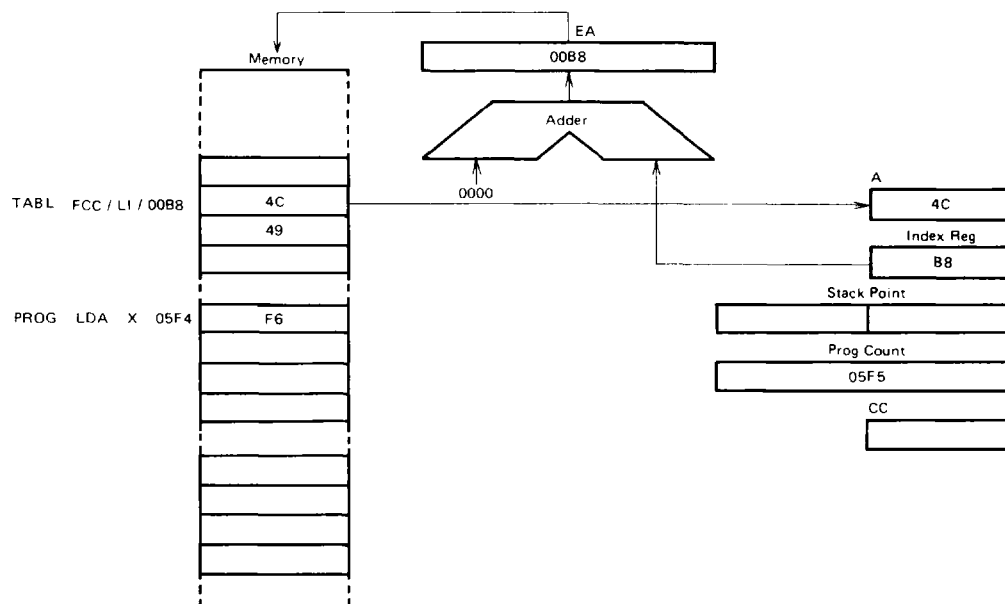 EA
Memory
00B8
Adder
0000
A
TABL FCC / LI / 00B8
4C
4C
49
Index Reg
B8
Stack Point
PROG LDA X 05F4
F6
Prog Count
05F5
CC